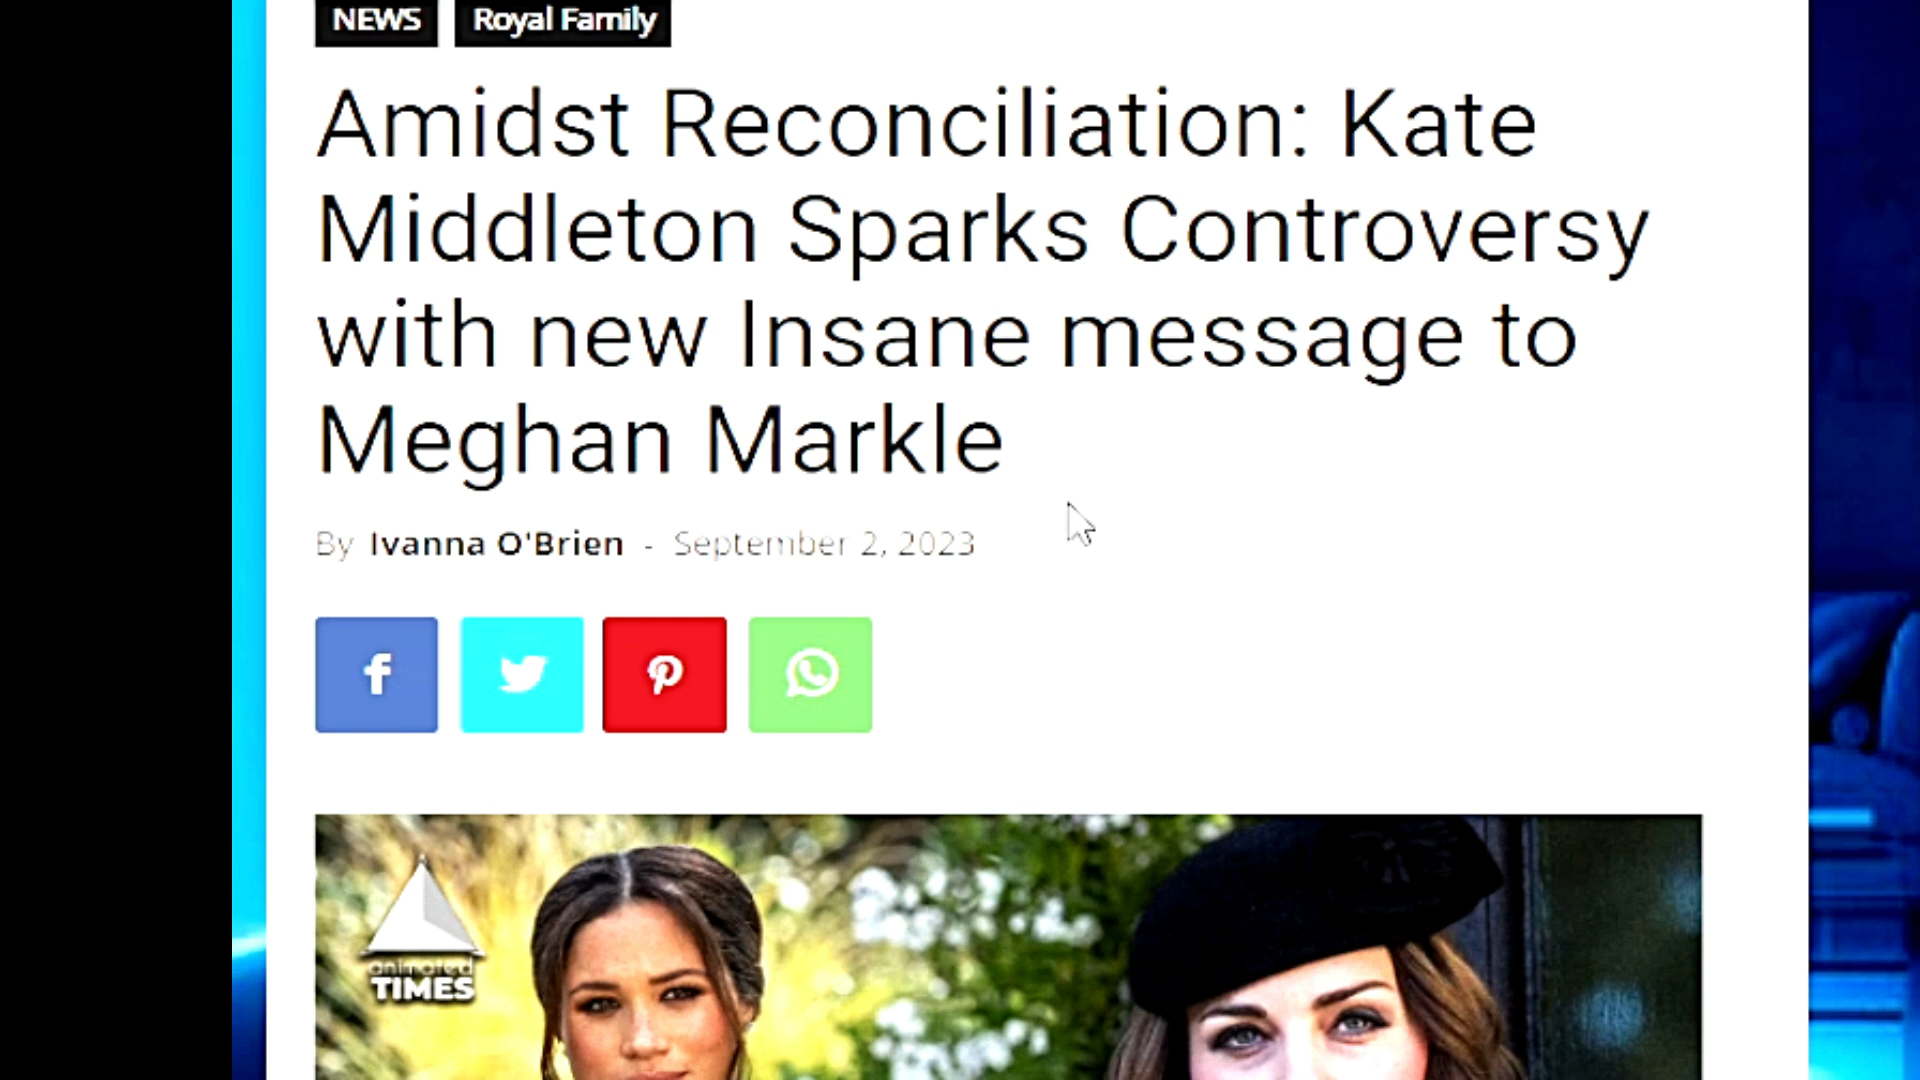 NEWS Royal Family
Amidst Reconciliation: Kate
Middleton Sparks Controversy
with new Insane message to
Meghan Markle
By Ivanna O'Brien - September 2, 2023
animated
TIMES